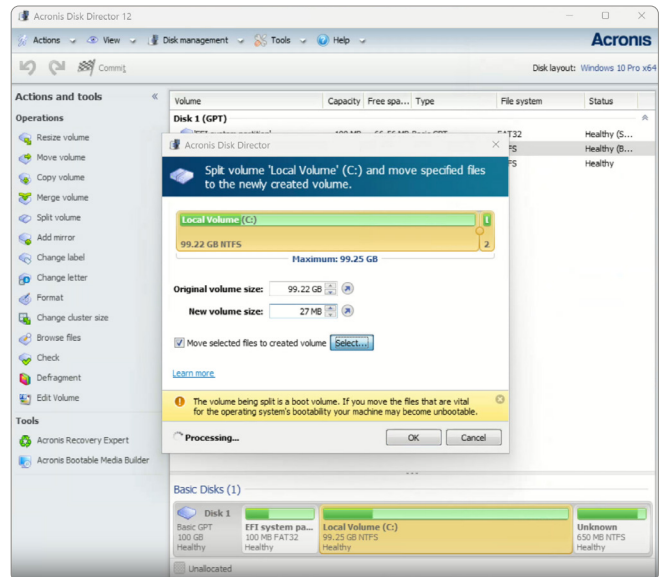 Acronis Disk Director 12
Actions View Disk management Tools Help Acronis
Commit Disk layout: Windows 10 Pro x64
Actions and tools
Operations
Resize volume
Move volume
Copy volume
Merge volume
Split volume
Add mirror
Change label
Change letter
Format
Change cluster size
Browse files
Check
Defragment
Edit Volume
Tools
Acronis Recovery Expert
Acronis Bootable Media Builder
Volume Capacity Free spa... Type File system Status
Disk 1 (GPT)
Healthy (S...
Healthy (B...
Healthy
Acronis Disk Director
Split volume 'Local Volume' (C:) and move specified files
to the newly created volume.
Local Volume (C:)
99.22 GB NTFS 2
Maximum: 99.25 GB
Original volume size: 99.22 GB
New volume size: 27 MB
Move selected files to created volume Select...
Learn more
The volume being split is a boot volume. If you move the files that are vital
for the operating system's bootability your machine may become unbootable.
Processing... OK Cancel
Basic Disks (1)
Disk 1
Basic GPT
100 GB
Healthy
EFI system pa...
100 MB FAT32
Healthy
Local Volume (C:)
99.25 GB NTFS
Healthy
Unknown
650 MB NTFS
Healthy
Unallocated